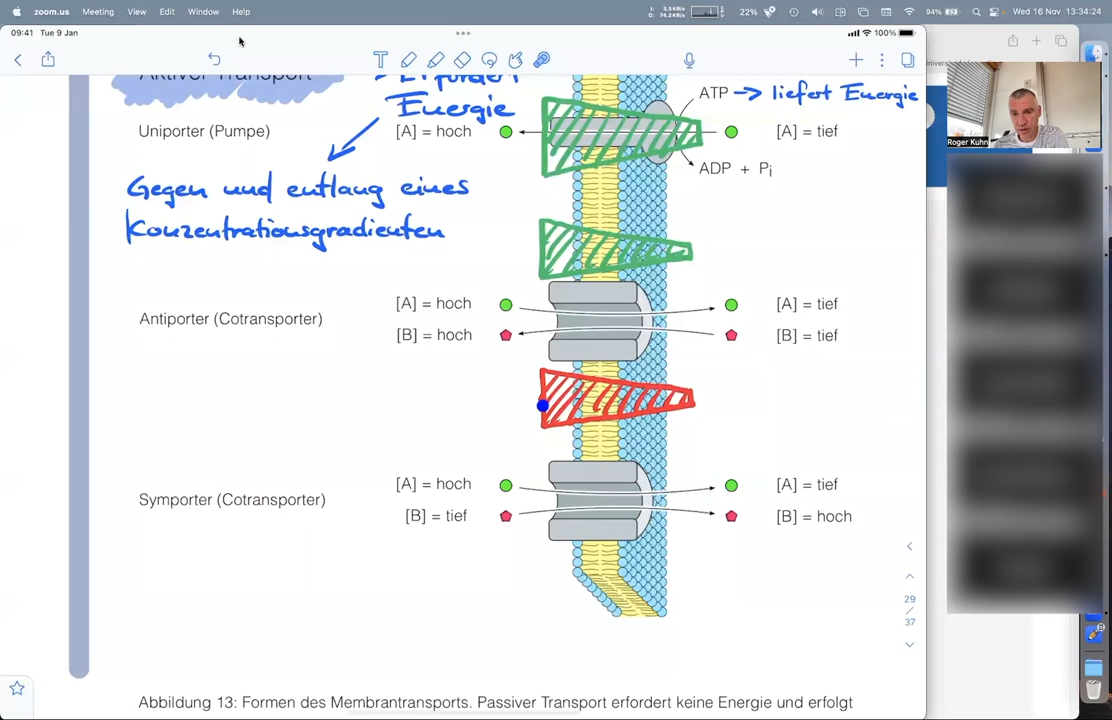 zoom.us Meeting View Edit Window Help
22% 94% Wed 16 Nov 13:34:24
09:41 Tue 9 Jan
100%
Aktiver Transport
→ Erfordert
Energie
ATP → liefert Energie
Uniporter (Pumpe)
[A] = hoch
[A] = tief
ADP + Pi
Gegen und entlang eines
Konzentrationsgradienten
Antiporter (Cotransporter)
[A] = hoch
[A] = tief
[B] = hoch
[B] = tief
Symporter (Cotransporter)
[A] = hoch
[A] = tief
[B] = tief
[B] = hoch
29
/
37
Abbildung 13: Formen des Membrantransports. Passiver Transport erfordert keine Energie und erfolgt
Roger Kuhn